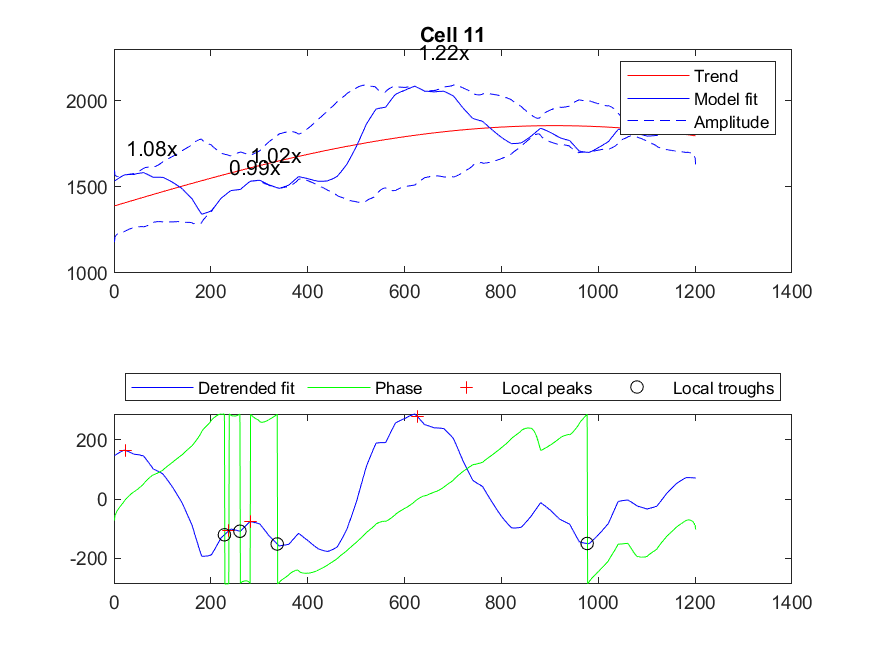 Cell 11
1.22x
2000
1500
1000
1.08x
1.02x
0.99x
Trend
Model fit
Amplitude
0 200 400 600 800 1000 1200 1400
Detrended fit Phase Local peaks Local troughs
200
0
-200
0 200 400 600 800 1000 1200 1400